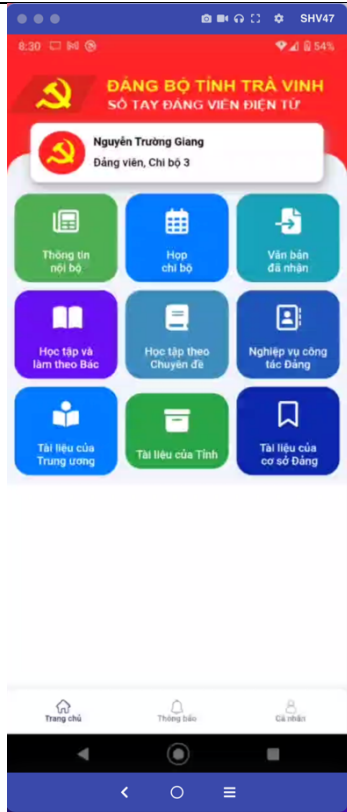 SHV47
8:30
54%
ĐẢNG BỘ TỈNH TRÀ VINH
SỔ TAY ĐẢNG VIÊN ĐIỆN TỬ
Nguyễn Trường Giang
Đảng viên, Chi bộ 3
Thông tin
nội bộ
Họp
chi bộ
Văn bản
đã nhận
Học tập và
làm theo Bác
Học tập theo
Chuyên đề
Nghiệp vụ công
tác Đảng
Tài liệu của
Trung ương
Tài liệu của Tỉnh
Tài liệu của
cơ sở Đảng
Trang chủ
Thông báo
Cá nhân